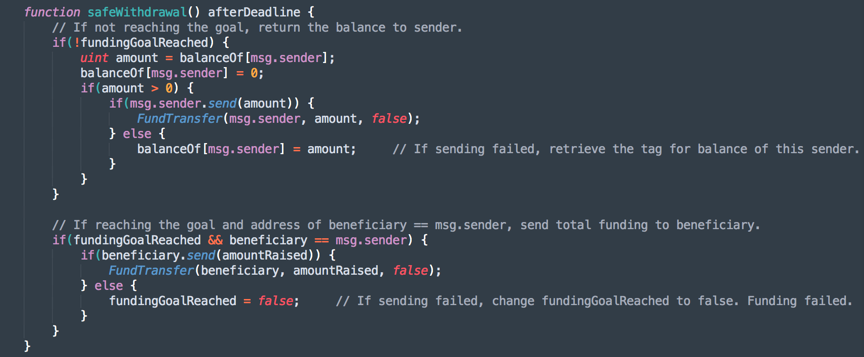 function safeWithdrawal() afterDeadline {
// If not reaching the goal, return the balance to sender.
if(!fundingGoalReached) {
uint amount = balanceOf[msg.sender];
balanceOf[msg.sender] = 0;
if(amount > 0) {
if(msg.sender.send(amount)) {
FundTransfer(msg.sender, amount, false);
} else {
balanceOf[msg.sender] = amount;     // If sending failed, retrieve the tag for balance of this sender.
}
}
}
// If reaching the goal and address of beneficiary == msg.sender, send total funding to beneficiary.
if(fundingGoalReached && beneficiary == msg.sender) {
if(beneficiary.send(amountRaised)) {
FundTransfer(beneficiary, amountRaised, false);
} else {
fundingGoalReached = false;     // If sending failed, change fundingGoalReached to false. Funding failed.
}
}
}